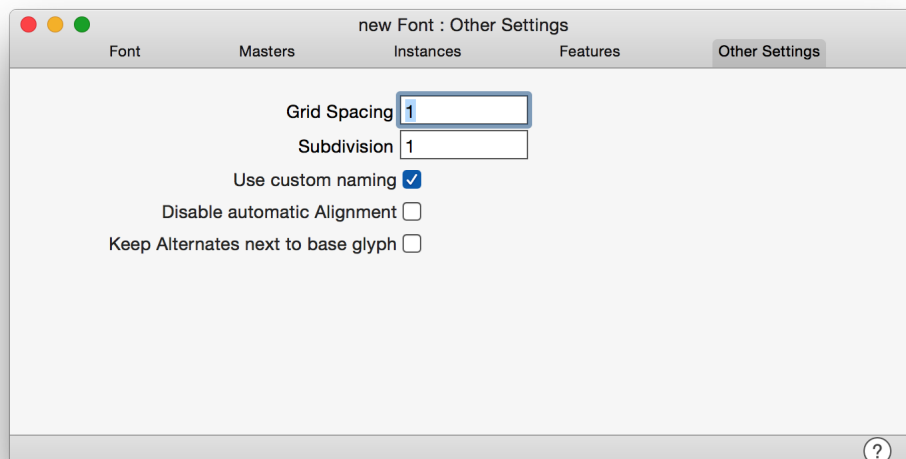 new Font : Other Settings
Font Masters Instances Features Other Settings
Grid Spacing 1
Subdivision 1
Use custom naming
Disable automatic Alignment
Keep Alternates next to base glyph
?